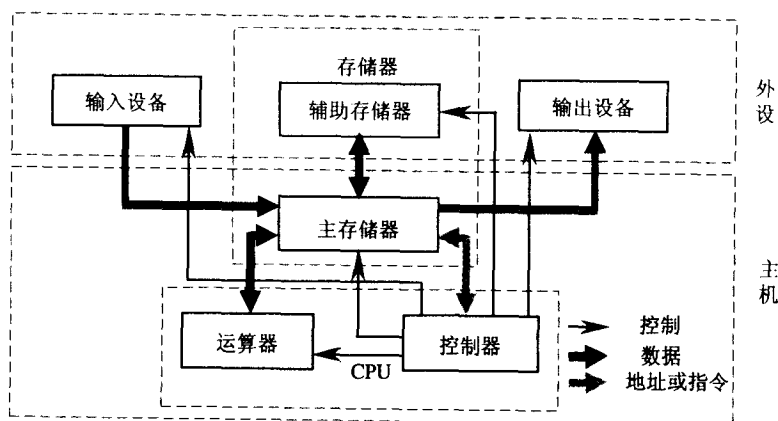 存储器
输入设备
辅助存储器
输出设备
外设
主存储器
主机
运算器
控制器
CPU
控制
数据
地址或指令